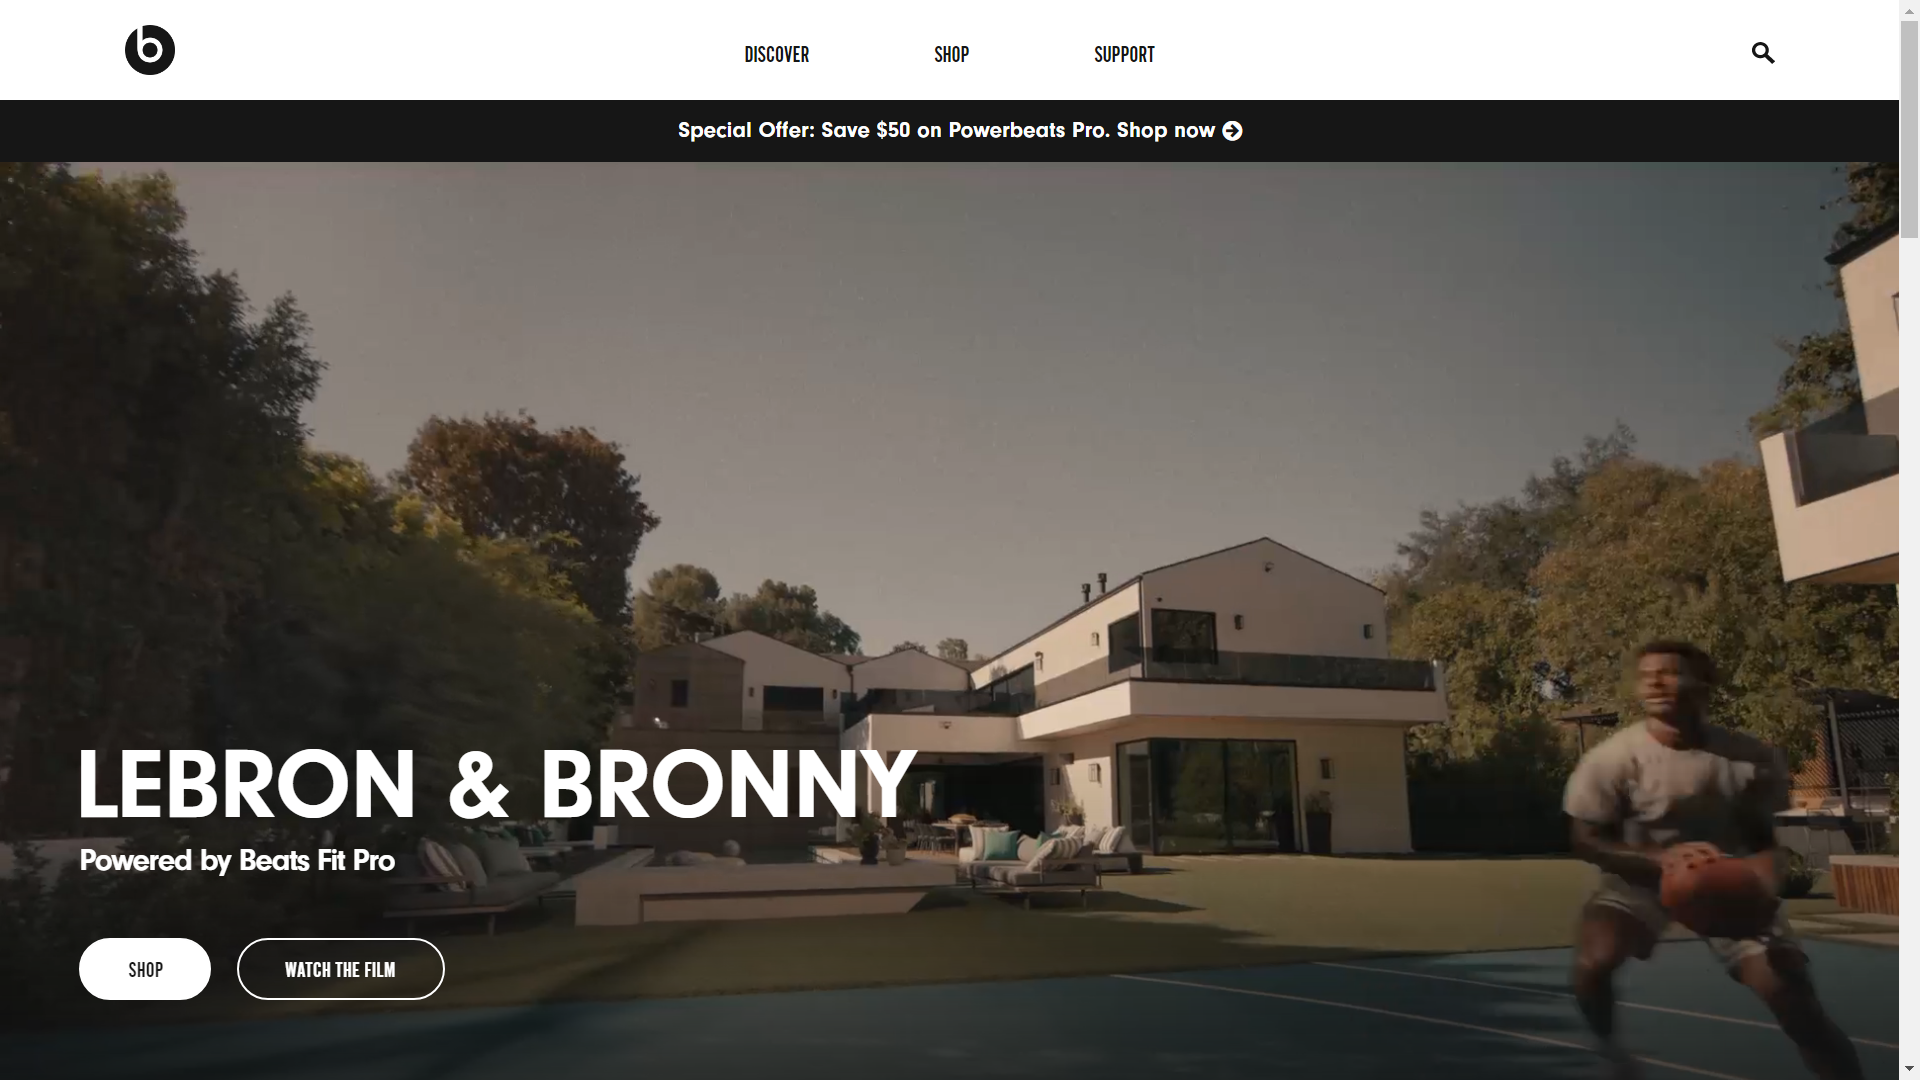 DISCOVER
SHOP
SUPPORT
Special Offer: Save $50 on Powerbeats Pro. Shop now
LEBRON & BRONNY
Powered by Beats Fit Pro
SHOP
WATCH THE FILM